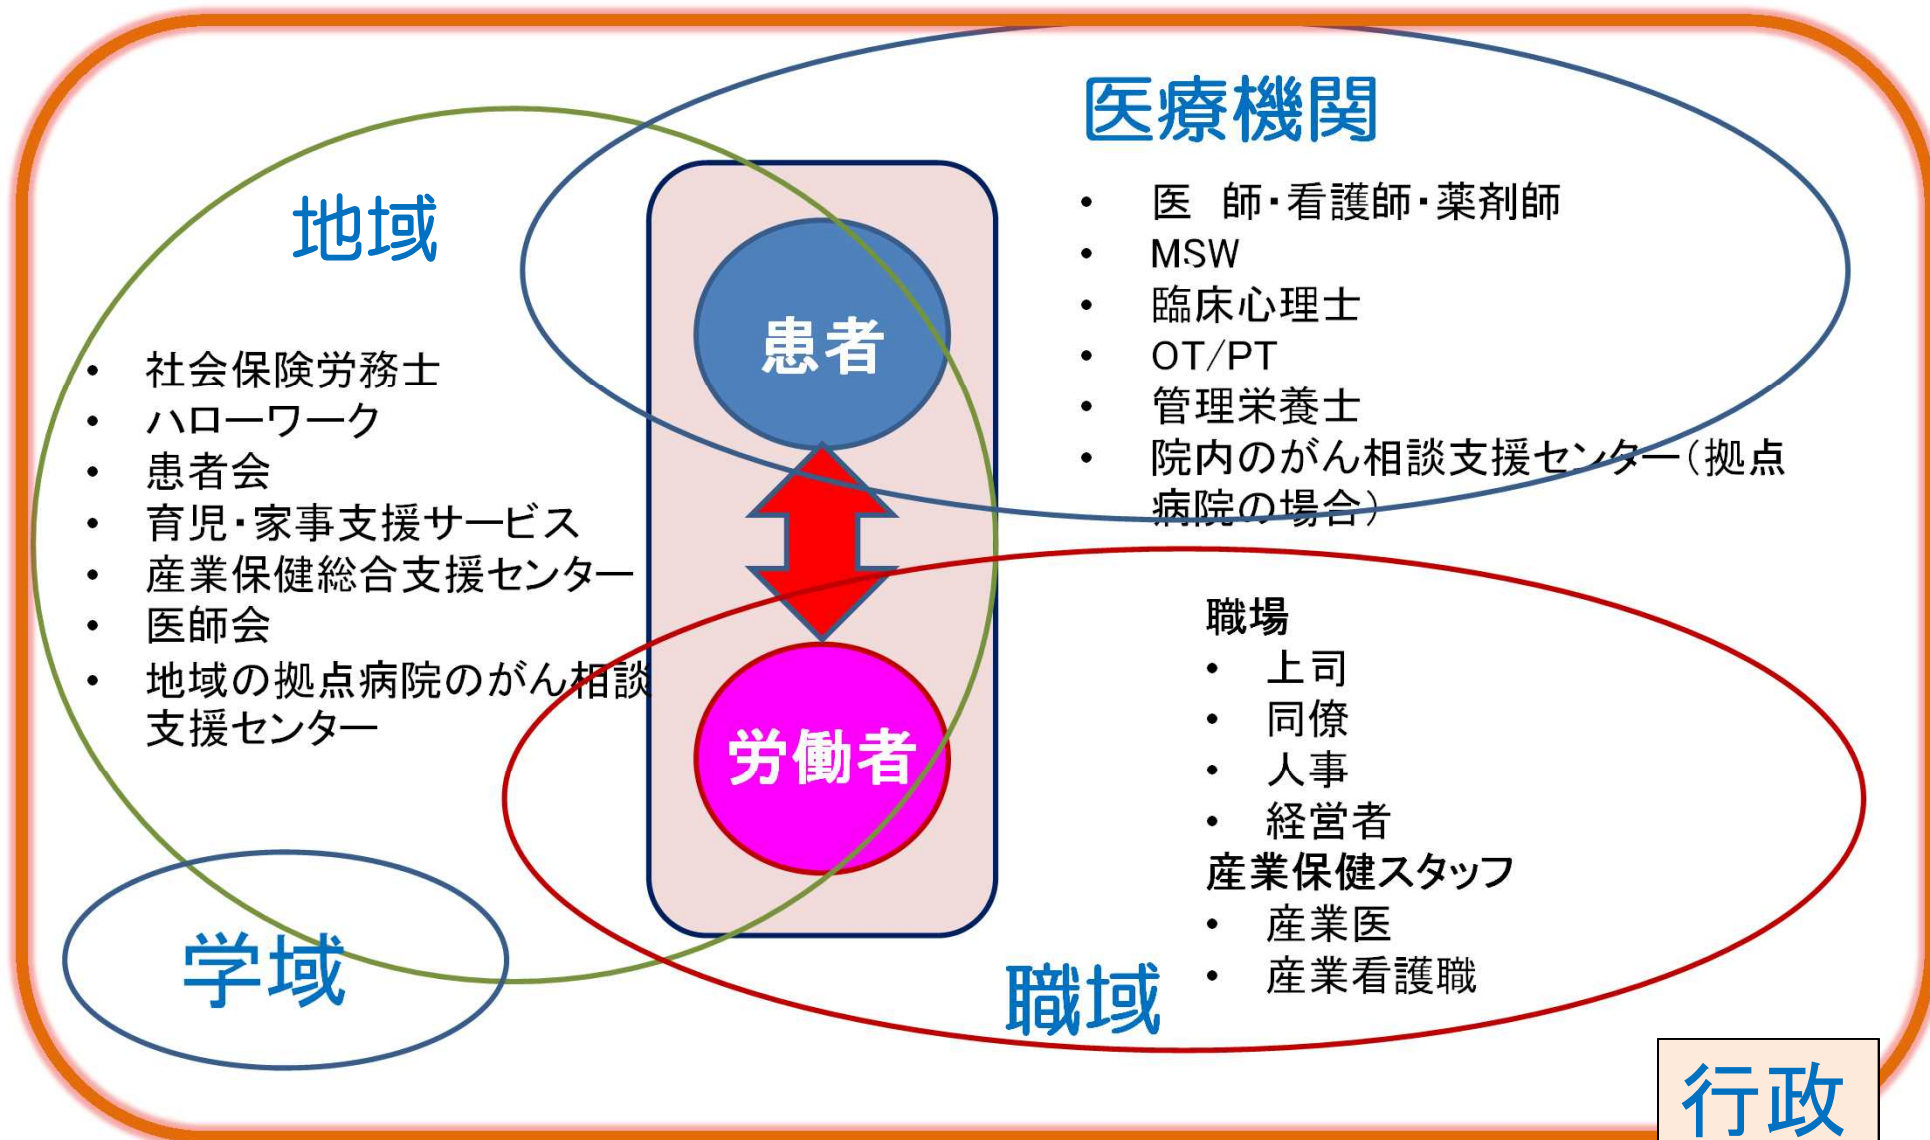 医療機関
• 医　師・看護師・薬剤師
• MSW
• 臨床心理士
• OT/PT
• 管理栄養士
• 院内のがん相談支援センター（拠点
病院の場合）
地域
• 社会保険労務士
• ハローワーク
• 患者会
• 育児・家事支援サービス
• 産業保健総合支援センター
• 医師会
• 地域の拠点病院のがん相談
支援センター
患者
労働者
職場
• 上司
• 同僚
• 人事
• 経営者
産業保健スタッフ
• 産業医
• 産業看護職
職域
学域
行政